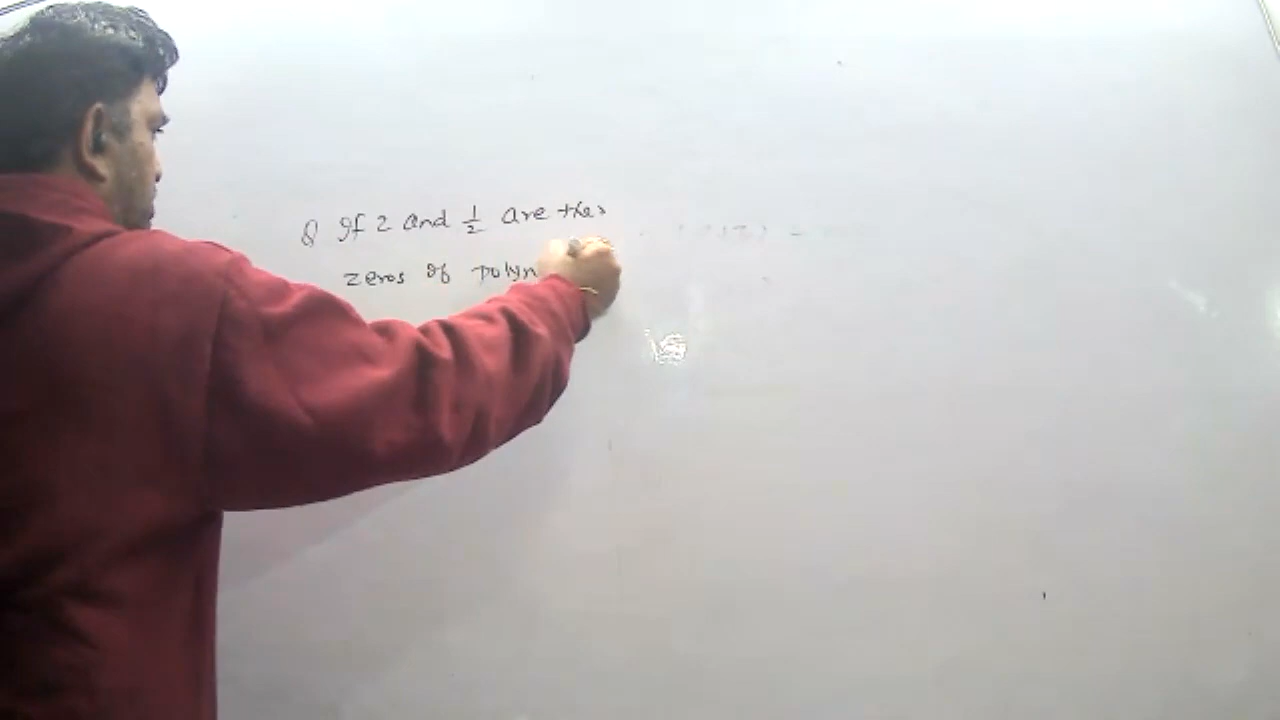 Q If 2 and 1/2 are the
zeros of polyn